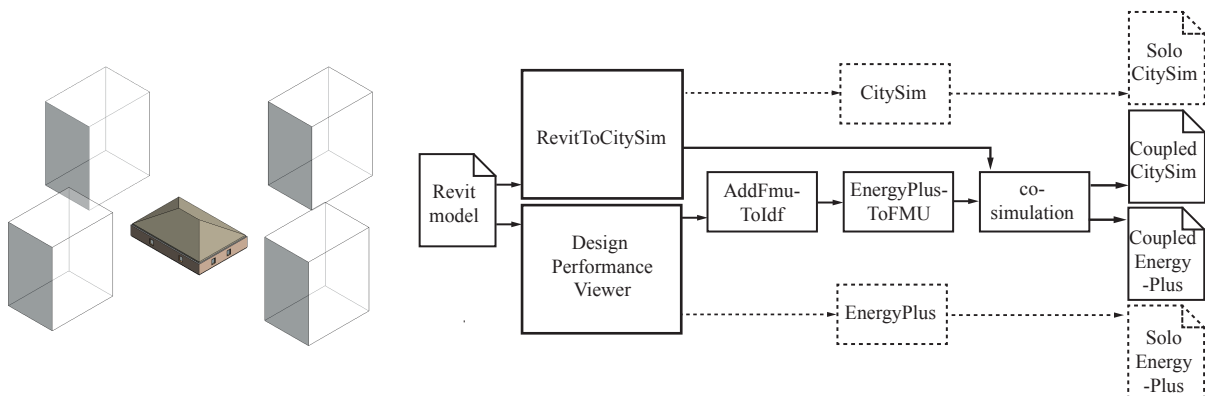 Revit
model
RevitToCitySim
Design
Performance
Viewer
CitySim
AddFmu-
ToIdf
EnergyPlus-
ToFMU
co-
simulation
EnergyPlus
Solo
CitySim
Coupled
CitySim
Coupled
Energy
-Plus
Solo
Energy
-Plus